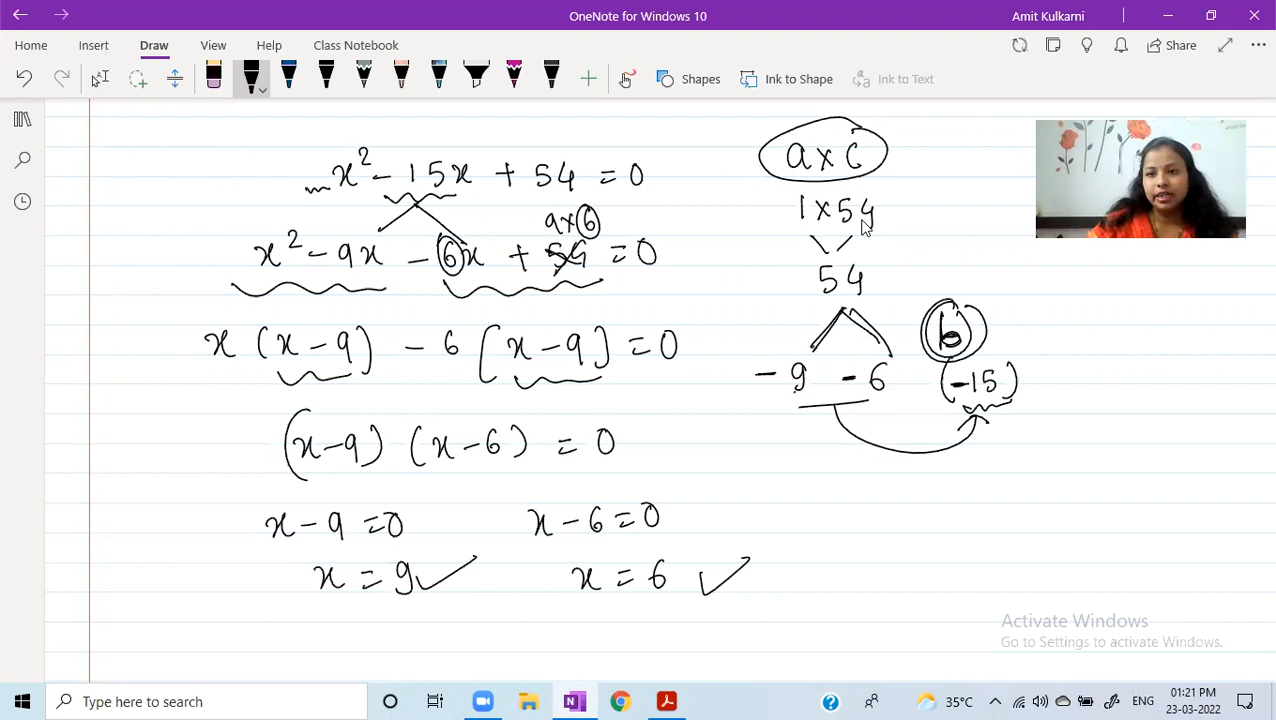 OneNote for Windows 10
Amit Kulkarni
Home Insert Draw View Help Class Notebook
Share
Shapes Ink to Shape Ink to Text
x² - 15x + 54 = 0
9x6
x² - 9x - 6x + 54 = 0
x (x-9) - 6 [x-9] = 0
(x-9) (x-6) = 0
x - 9 = 0 x - 6 = 0
x = 9 ✓ x = 6 ✓
a x c
1 x 54
54
b
-9 -6 (-15)
Activate Windows
Go to Settings to activate Windows.
Type here to search
35°C
ENG
01:21 PM
23-03-2022